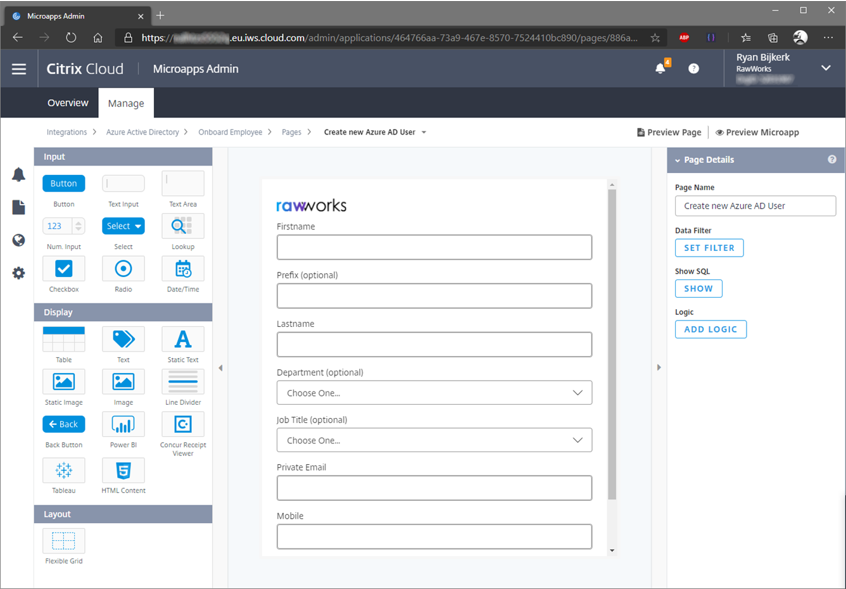 Microapps Admin
https://
.eu.iws.cloud.com/admin/applications/464766aa-73a9-467e-8570-7524410bc890/pages/886a...
ABP
Citrix Cloud
Microapps Admin
4
?
Ryan Bijkerk
RawWorks
Overview
Manage
Integrations > Azure Active Directory > Onboard Employee > Pages > Create new Azure AD User
Preview Page
Preview Microapp
Input
Button
Button
Text Input
Text Area
123
Select
Num. Input
Select
Lookup
Checkbox
Radio
Date/Time
Display
Table
Text
A
Static Text
Static Image
Image
Line Divider
Back
Back Button
Power BI
Concur Receipt
Viewer
Tableau
HTML Content
Layout
Flexible Grid
rawworks
Firstname
Prefix (optional)
Lastname
Department (optional)
Choose One...
Job Title (optional)
Choose One...
Private Email
Mobile
Page Details
?
Page Name
Create new Azure AD User
Data Filter
SET FILTER
Show SQL
SHOW
Logic
ADD LOGIC